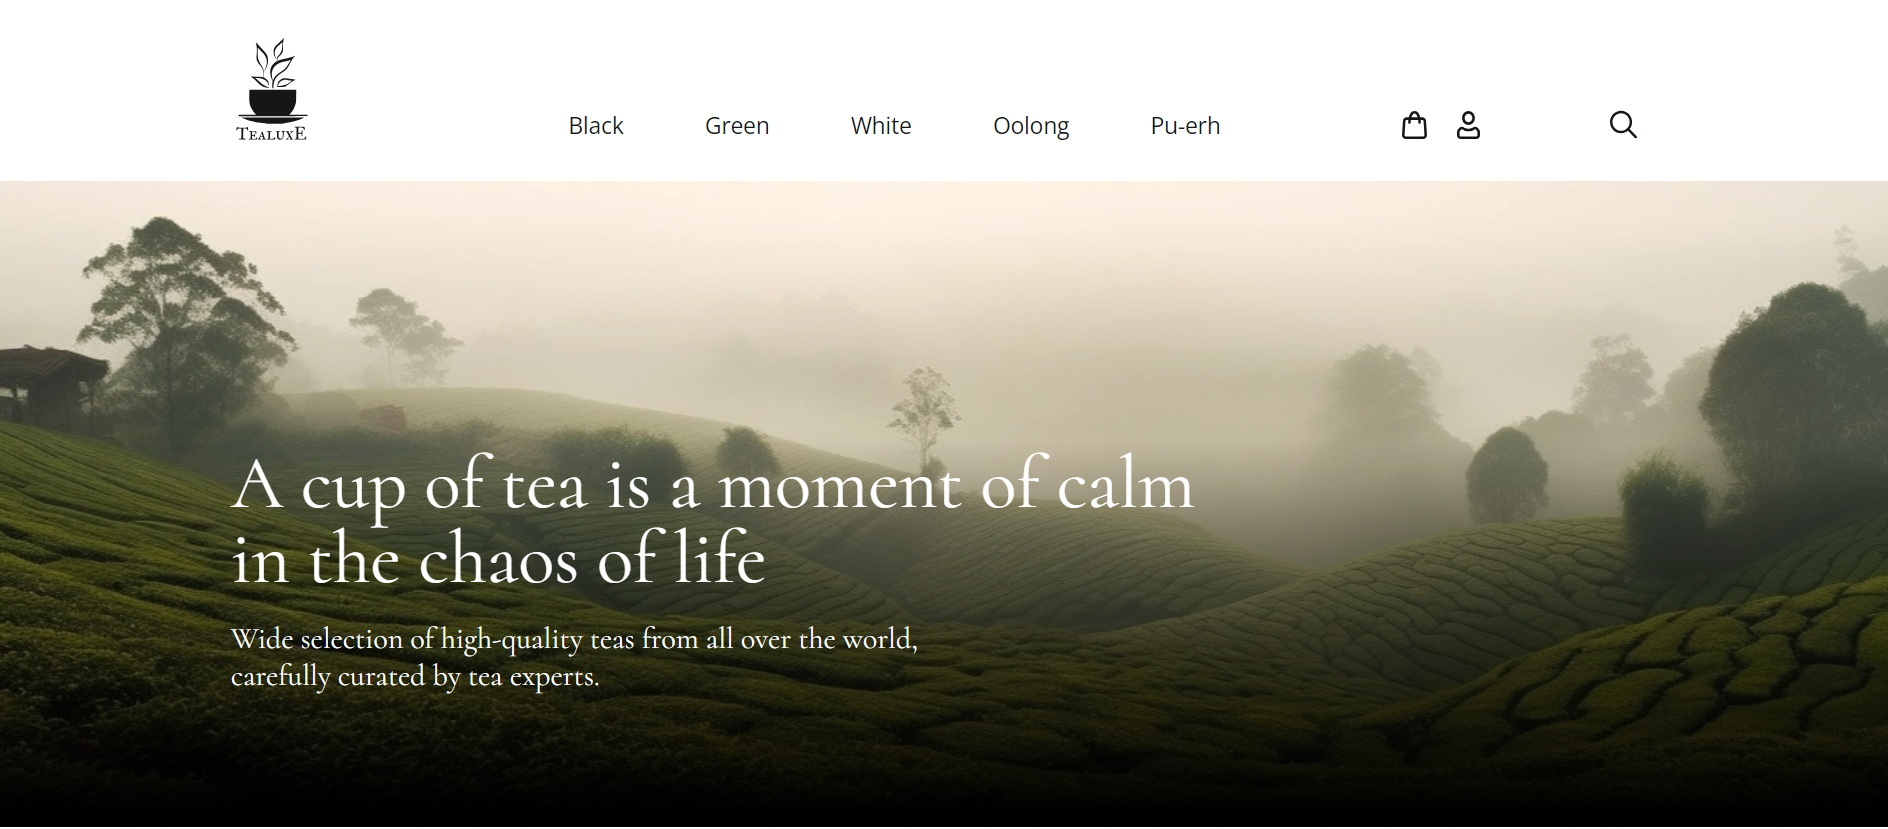 TEALUXE
Black Green White Oolong Pu-erh
A cup of tea is a moment of calm
in the chaos of life
Wide selection of high-quality teas from all over the world,
carefully curated by tea experts.